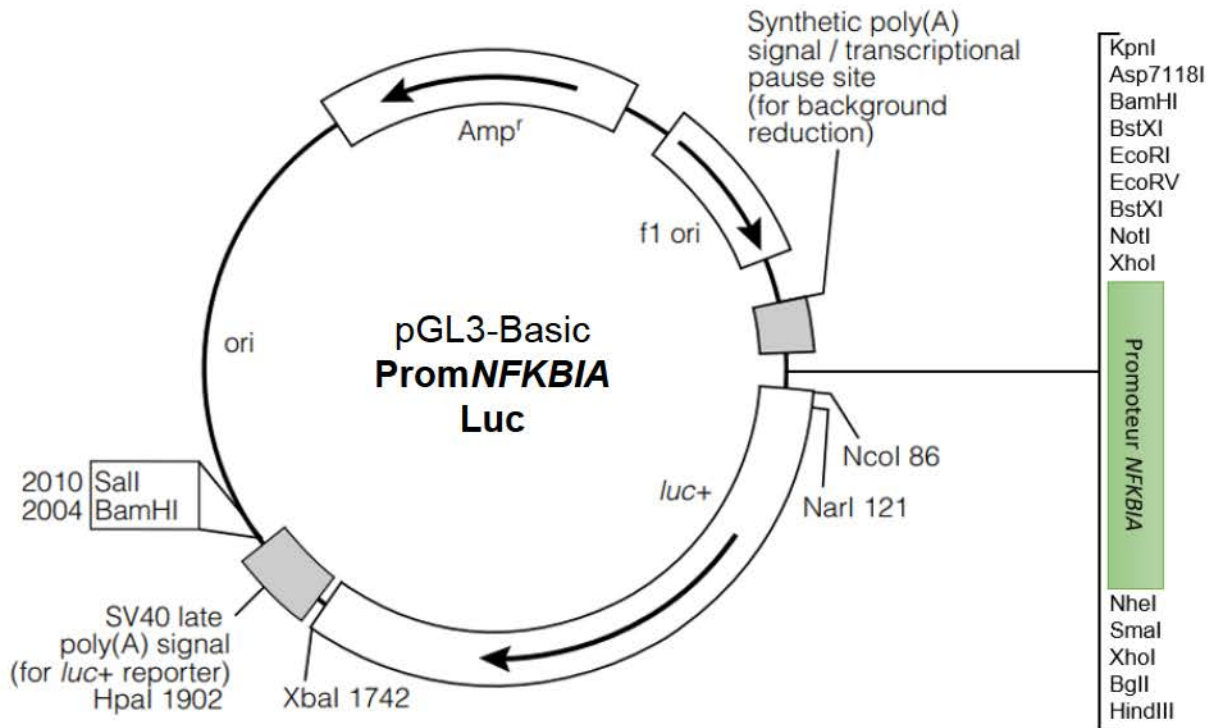 Synthetic poly(A)
signal / transcriptional
pause site
(for background
reduction)
Ampʳ
f1 ori
ori
pGL3-Basic
PromNFKBIA
Luc
KpnI
Asp7118I
BamHI
BstXI
EcoRI
EcoRV
BstXI
NotI
XhoI
Promoteur NFKBIA
NheI
SmaI
XhoI
BglI
HindIII
NcoI 86
NarI 121
luc+
2010 SalI
2004 BamHI
SV40 late
poly(A) signal
(for luc+ reporter)
HpaI 1902
XbaI 1742